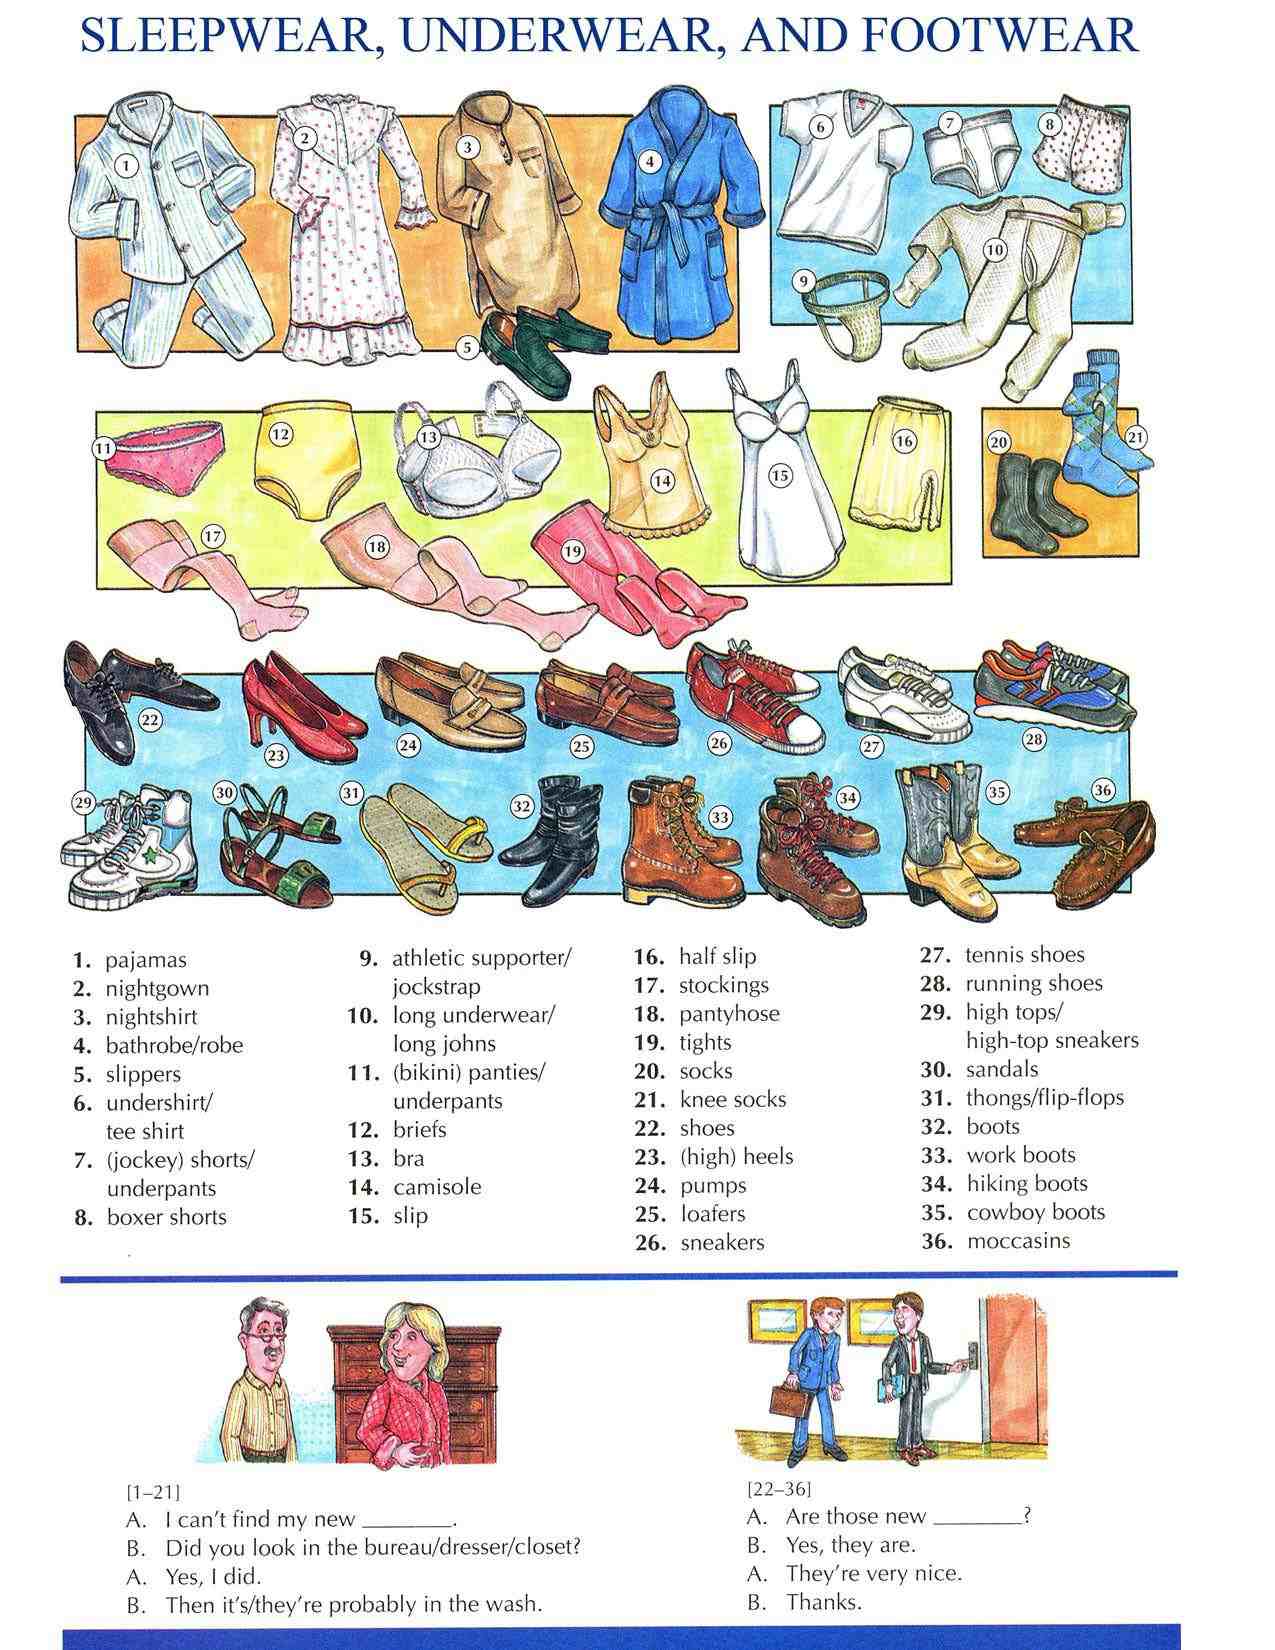 SLEEPWEAR, UNDERWEAR, AND FOOTWEAR
1
2
3
4
5
6
7
8
9
10
11
12
13
14
15
16
17
18
19
20
21
22
23
24
25
26
27
28
29
30
31
32
33
34
35
36
1. pajamas
2. nightgown
3. nightshirt
4. bathrobe/robe
5. slippers
6. undershirt/
tee shirt
7. (jockey) shorts/
underpants
8. boxer shorts
9. athletic supporter/
jockstrap
10. long underwear/
long johns
11. (bikini) panties/
underpants
12. briefs
13. bra
14. camisole
15. slip
16. half slip
17. stockings
18. pantyhose
19. tights
20. socks
21. knee socks
22. shoes
23. (high) heels
24. pumps
25. loafers
26. sneakers
27. tennis shoes
28. running shoes
29. high tops/
high-top sneakers
30. sandals
31. thongs/flip-flops
32. boots
33. work boots
34. hiking boots
35. cowboy boots
36. moccasins
[1–21]
A. I can't find my new ________.
B. Did you look in the bureau/dresser/closet?
A. Yes, I did.
B. Then it's/they're probably in the wash.
[22–36]
A. Are those new ________?
B. Yes, they are.
A. They're very nice.
B. Thanks.